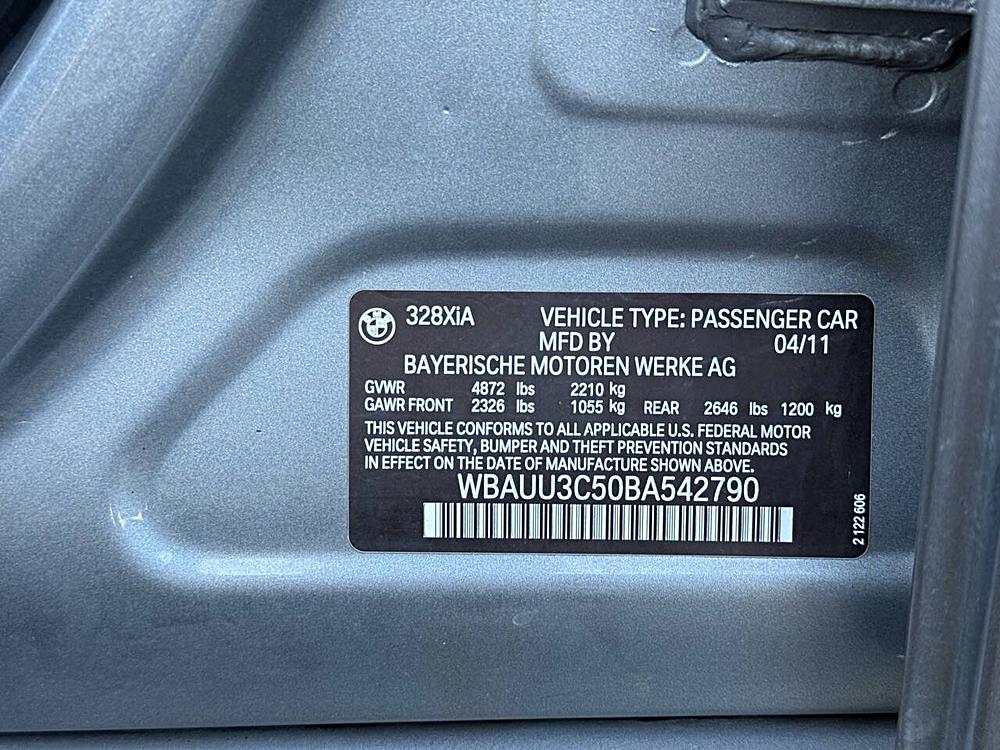 328XiA VEHICLE TYPE: PASSENGER CAR
MFD BY 04/11
BAYERISCHE MOTOREN WERKE AG
GVWR 4872 lbs 2210 kg
GAWR FRONT 2326 lbs 1055 kg REAR 2646 lbs 1200 kg
THIS VEHICLE CONFORMS TO ALL APPLICABLE U.S. FEDERAL MOTOR
VEHICLE SAFETY, BUMPER AND THEFT PREVENTION STANDARDS
IN EFFECT ON THE DATE OF MANUFACTURE SHOWN ABOVE.
WBAUU3C50BA542790
2 122 606